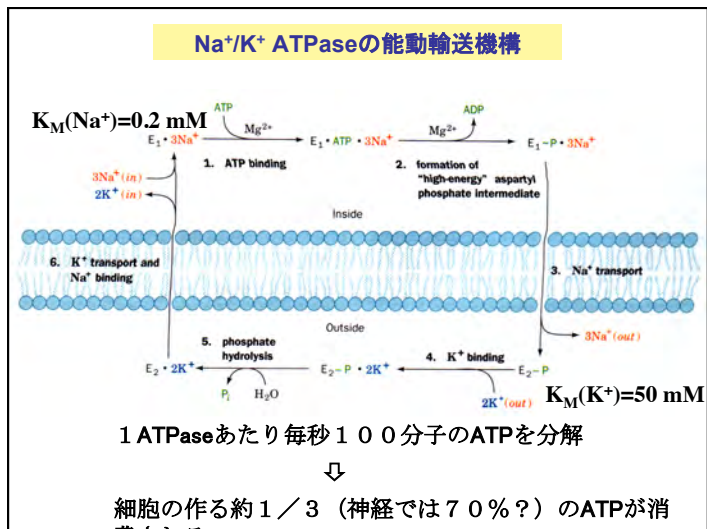 Na⁺/K⁺ ATPaseの能動輸送機構
K_M(Na⁺)=0.2 mM
ATP
Mg²⁺
ADP
Mg²⁺
E₁・3Na⁺
E₁・ATP・3Na⁺
E₁–P・3Na⁺
1. ATP binding
2. formation of
"high-energy" aspartyl
phosphate intermediate
3Na⁺(in)
2K⁺(in)
Inside
6. K⁺ transport and
Na⁺ binding
3. Na⁺ transport
Outside
3Na⁺(out)
5. phosphate
hydrolysis
4. K⁺ binding
E₂・2K⁺
E₂–P・2K⁺
E₂–P
Pᵢ
H₂O
2K⁺(out)
K_M(K⁺)=50 mM
1ATPaseあたり毎秒100分子のATPを分解
⇩
細胞の作る約1/3(神経では70%?)のATPが消